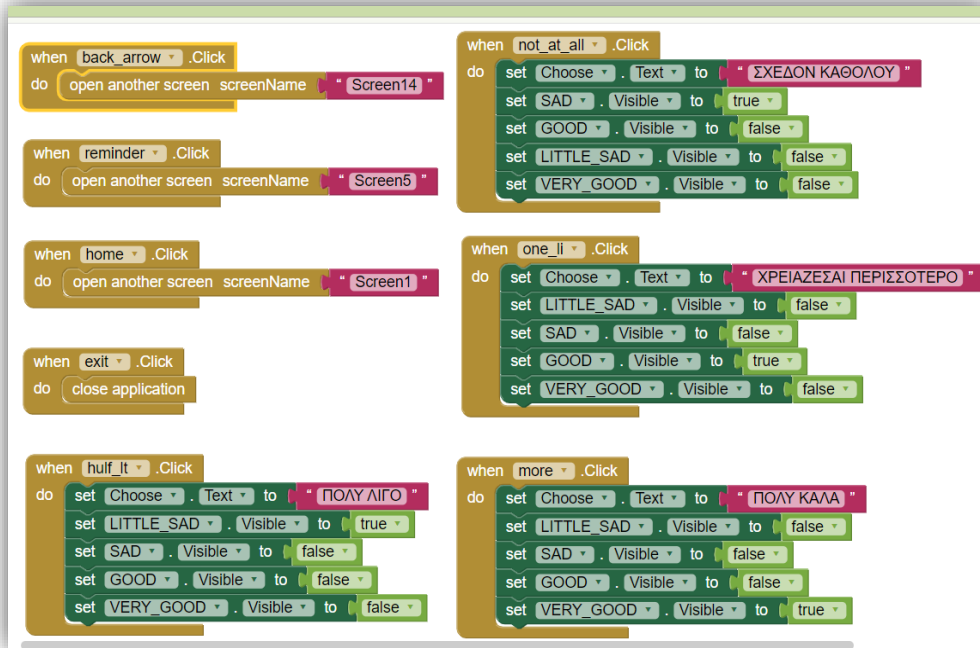 when back_arrow .Click
do open another screen screenName " Screen14 "
when reminder .Click
do open another screen screenName " Screen5 "
when home .Click
do open another screen screenName " Screen1 "
when exit .Click
do close application
when hulf_lt .Click
do set Choose . Text to " ΠΟΛΥ ΛΙΓΟ "
set LITTLE_SAD . Visible to true
set SAD . Visible to false
set GOOD . Visible to false
set VERY_GOOD . Visible to false
when not_at_all .Click
do set Choose . Text to " ΣΧΕΔΟΝ ΚΑΘΟΛΟΥ "
set SAD . Visible to true
set GOOD . Visible to false
set LITTLE_SAD . Visible to false
set VERY_GOOD . Visible to false
when one_li .Click
do set Choose . Text to " ΧΡΕΙΑΖΕΣΑΙ ΠΕΡΙΣΣΟΤΕΡΟ "
set LITTLE_SAD . Visible to false
set SAD . Visible to false
set GOOD . Visible to true
set VERY_GOOD . Visible to false
when more .Click
do set Choose . Text to " ΠΟΛΥ ΚΑΛΑ "
set LITTLE_SAD . Visible to false
set SAD . Visible to false
set GOOD . Visible to false
set VERY_GOOD . Visible to true